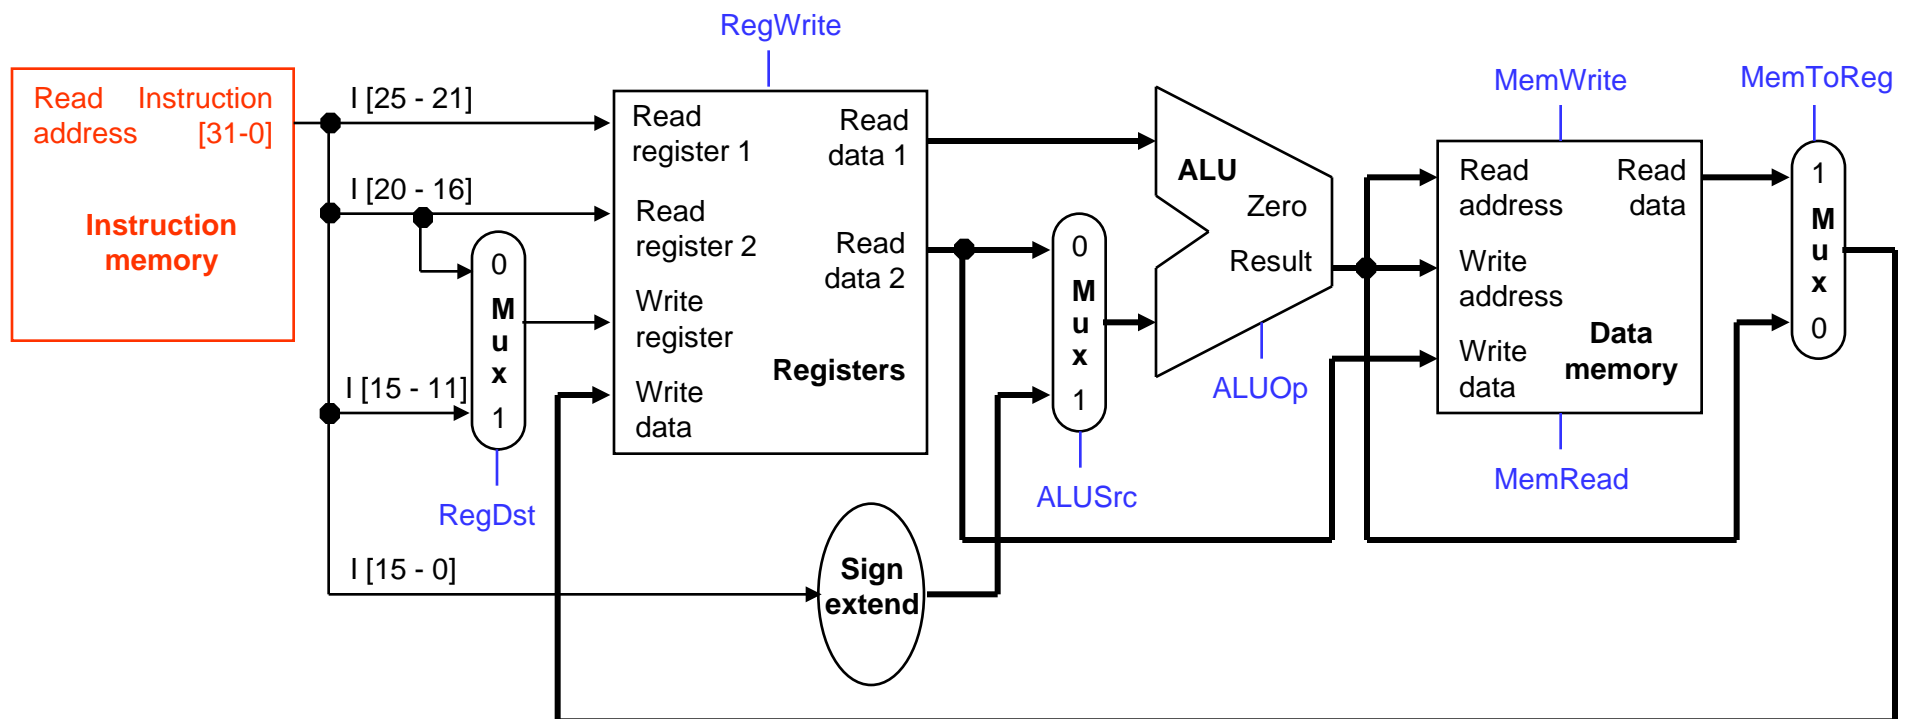 RegWrite
Read Instruction
address [31-0]
Instruction
memory
I [25 - 21]
I [20 - 16]
I [15 - 11]
I [15 - 0]
0
M
u
x
1
RegDst
Read
register 1
Read
register 2
Write
register
Write
data
Read
data 1
Read
data 2
Registers
Sign
extend
0
M
u
x
1
ALUSrc
ALU
Zero
Result
ALUOp
MemWrite
Read
address
Write
address
Write
data
Read
data
Data
memory
MemRead
MemToReg
1
M
u
x
0